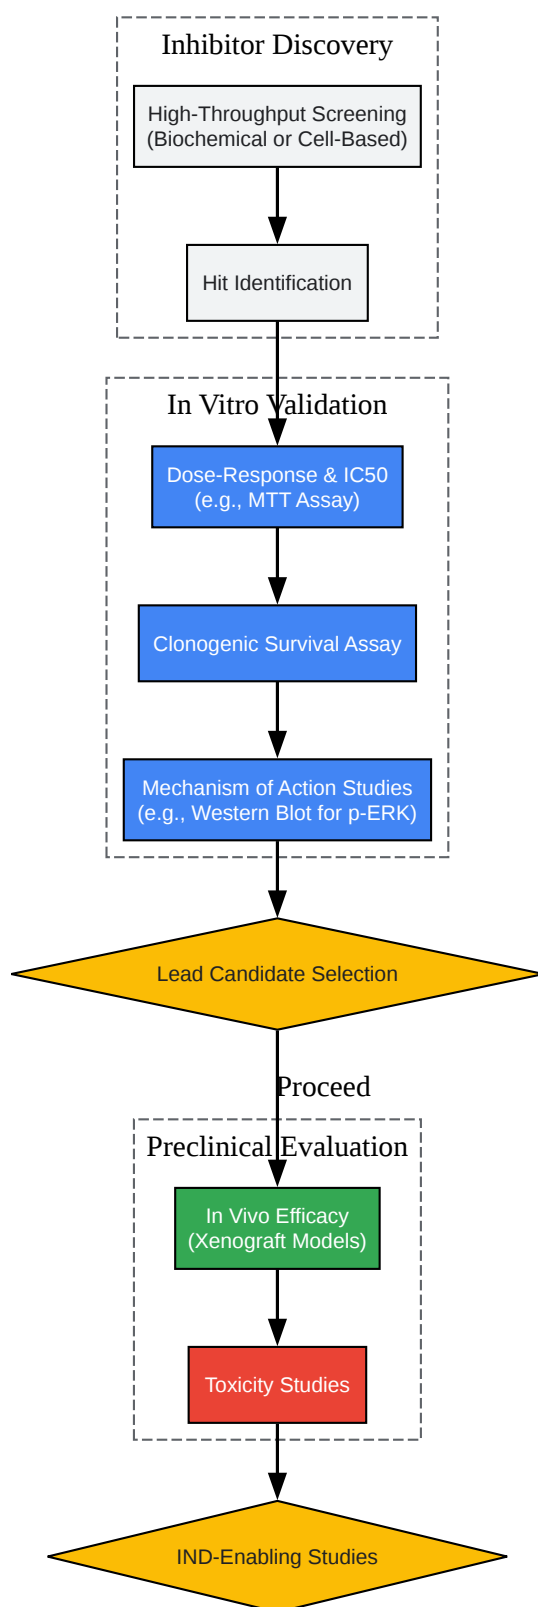 Inhibitor Discovery
High-Throughput Screening
(Biochemical or Cell-Based)
Hit Identification
In Vitro Validation
Dose-Response & IC50
(e.g., MTT Assay)
Clonogenic Survival Assay
Mechanism of Action Studies
(e.g., Western Blot for p-ERK)
Lead Candidate Selection
Proceed
Preclinical Evaluation
In Vivo Efficacy
(Xenograft Models)
Toxicity Studies
IND-Enabling Studies